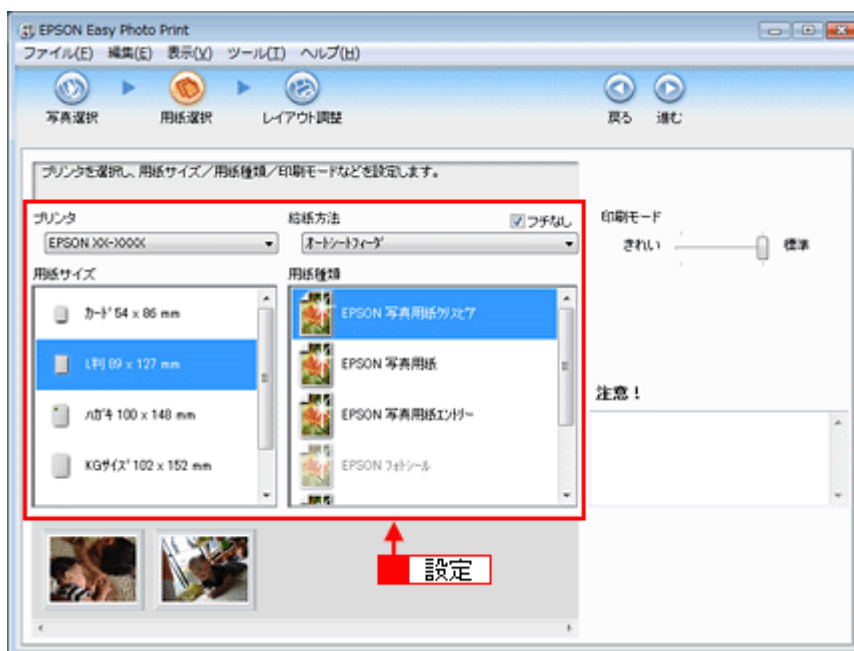 EPSON Easy Photo Print
ファイル(F) 編集(E) 表示(V) ツール(T) ヘルプ(H)
写真選択 用紙選択 レイアウト調整 戻る 進む
プリンタを選択し、用紙サイズ/用紙種類/印刷モードなどを設定します。
プリンタ
EPSON XX-XXXX
給紙方法
フチなし
オートシートフィーダ
印刷モード
きれい 標準
用紙サイズ
カード 54 x 86 mm
L判 89 x 127 mm
ハガキ 100 x 148 mm
KGサイズ 102 x 152 mm
用紙種類
EPSON 写真用紙クリスピア
EPSON 写真用紙
EPSON 写真用紙エントリー
EPSON フォトシール
注意!
設定